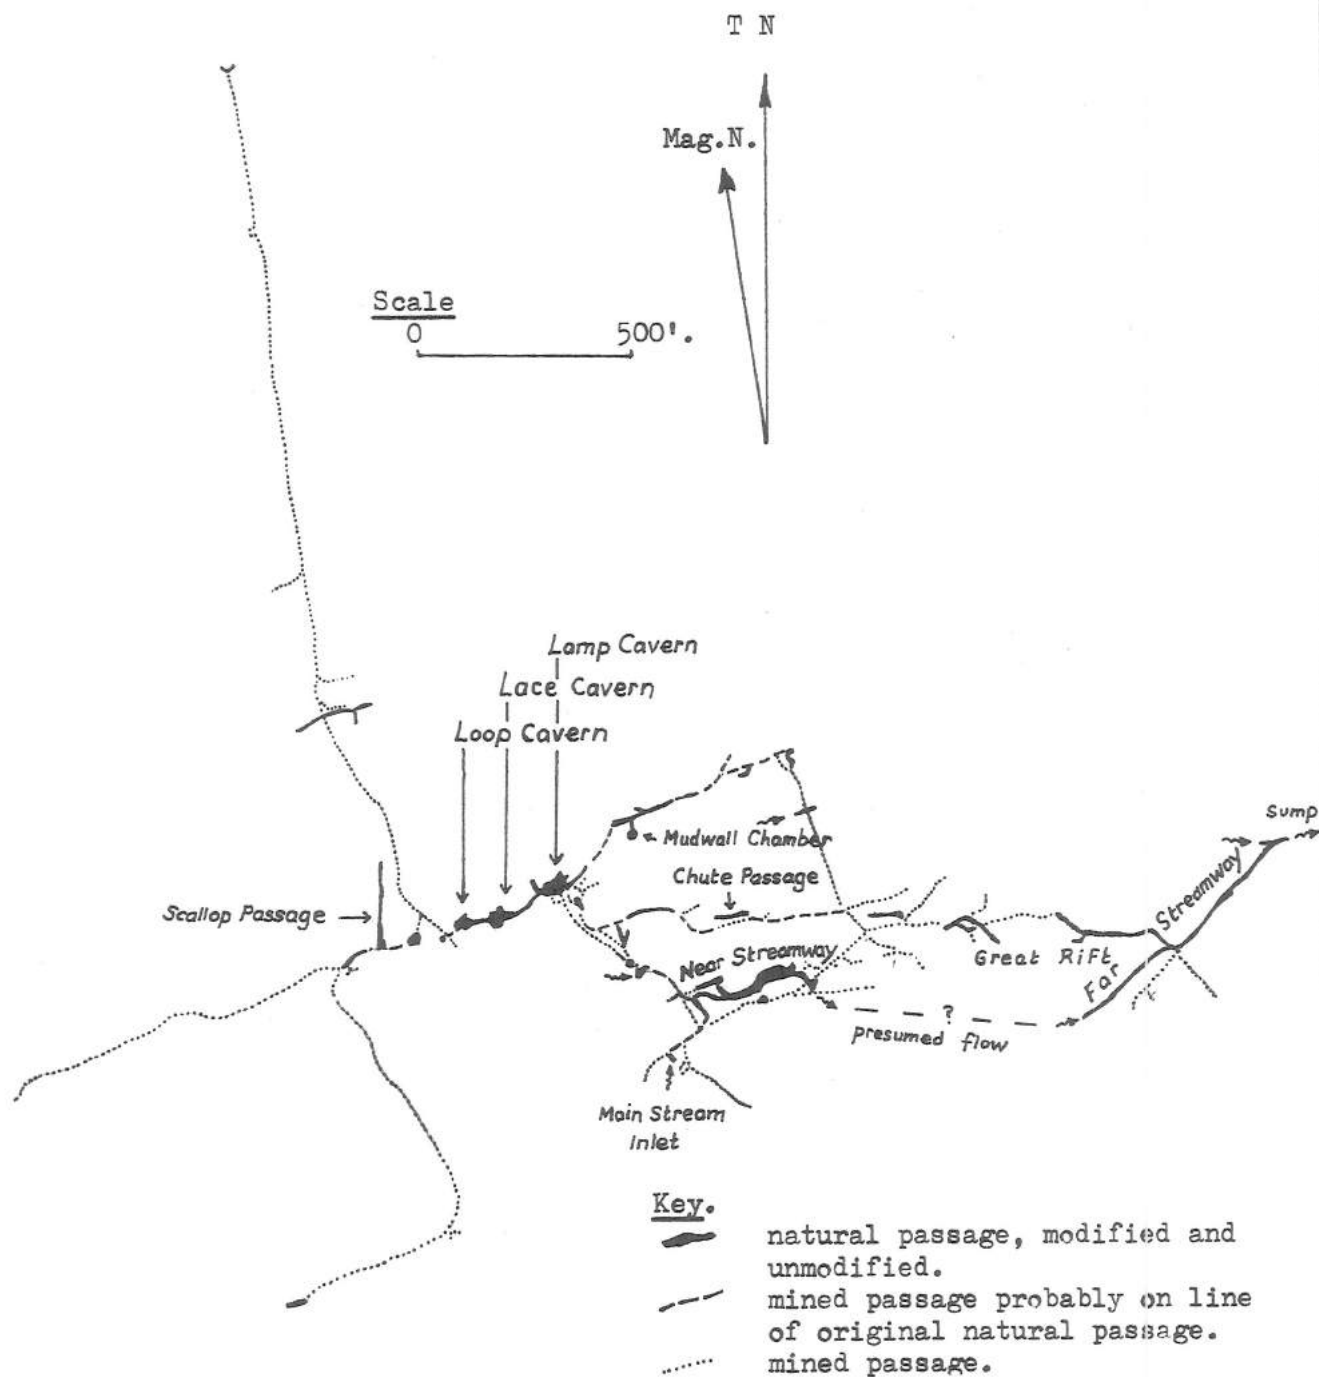 T N
Mag.N.
Scale
0 500'.
Lamp Cavern
Lace Cavern
Loop Cavern
Sump
Mudwall Chamber
Chute Passage
Scallop Passage
Streamway
Near Streamway
Great Rift
Far
?
presumed flow
Main Stream
Inlet
Key.
natural passage, modified and
unmodified.
mined passage probably on line
of original natural passage.
mined passage.